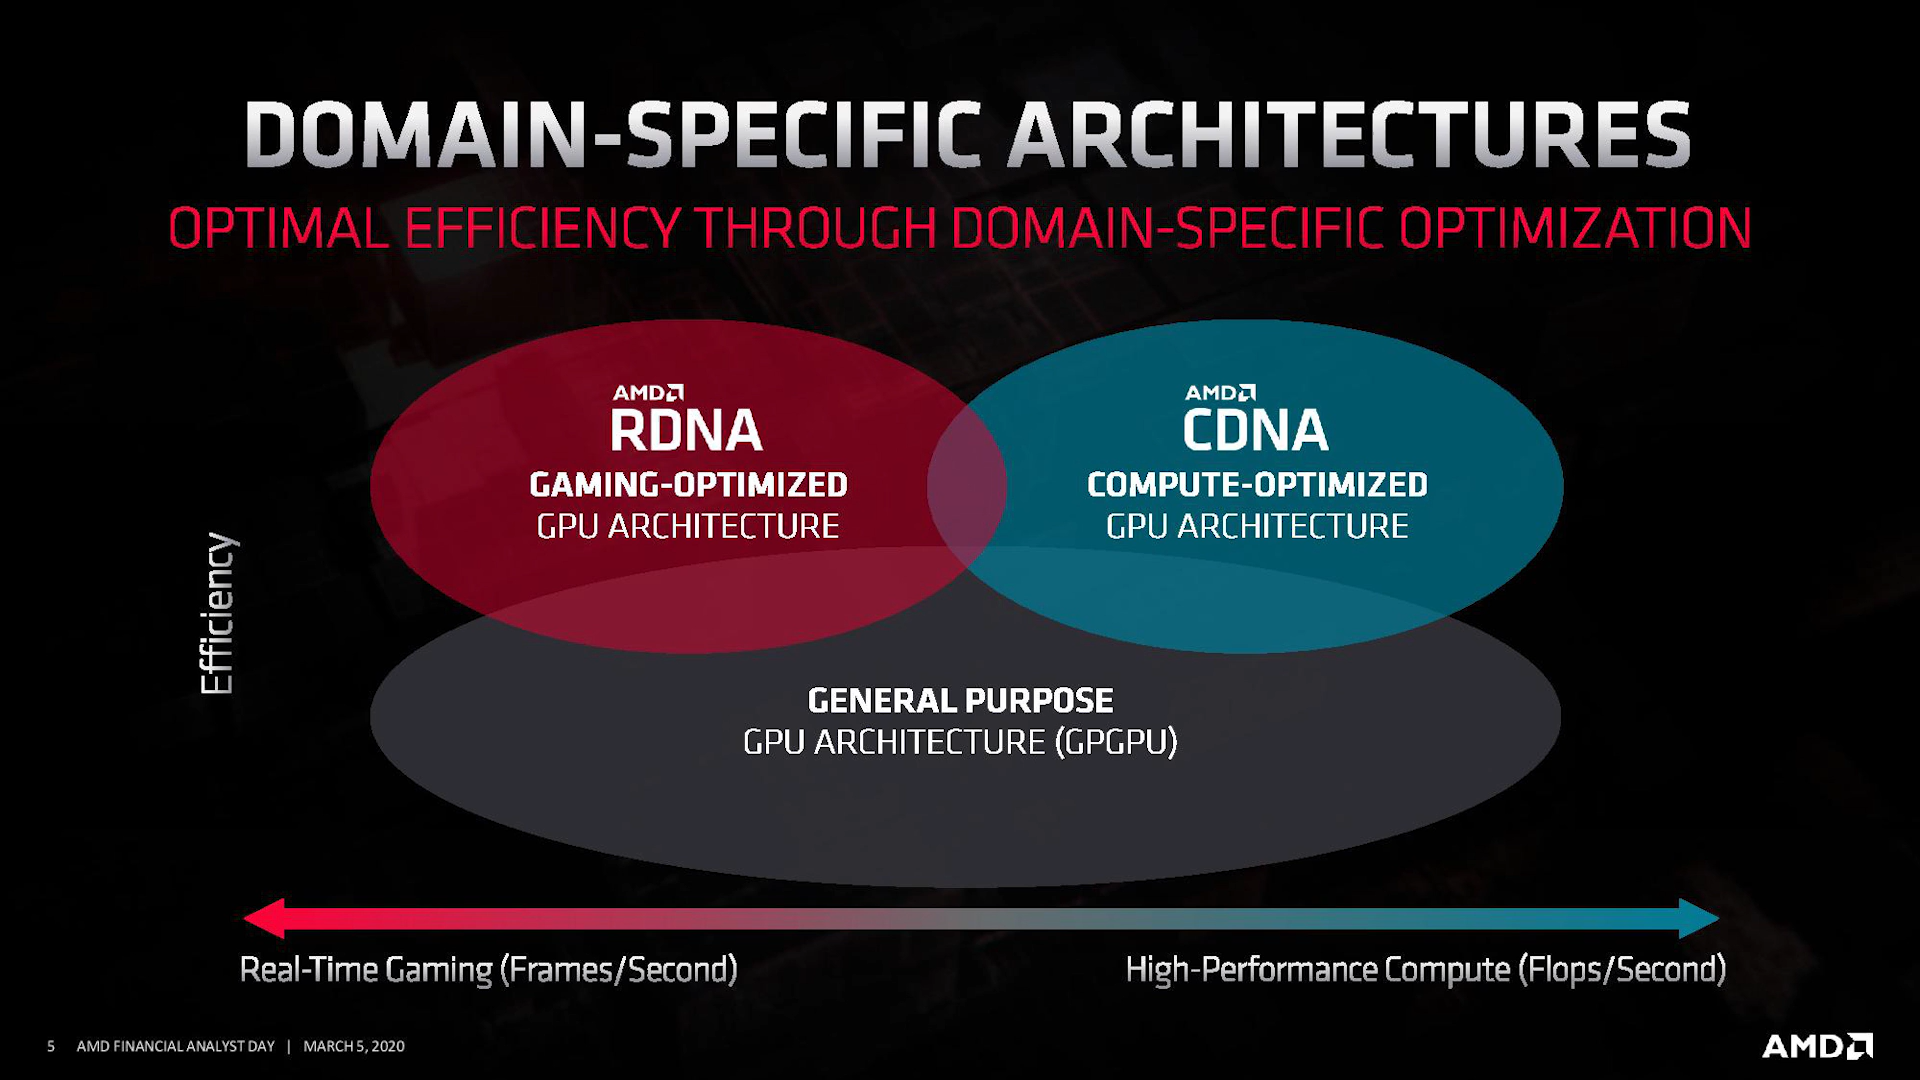 DOMAIN-SPECIFIC ARCHITECTURES
OPTIMAL EFFICIENCY THROUGH DOMAIN-SPECIFIC OPTIMIZATION
AMD
RDNA
GAMING-OPTIMIZED
GPU ARCHITECTURE
AMD
CDNA
COMPUTE-OPTIMIZED
GPU ARCHITECTURE
Efficiency
GENERAL PURPOSE
GPU ARCHITECTURE (GPGPU)
Real-Time Gaming (Frames/Second)
High-Performance Compute (Flops/Second)
5 AMD FINANCIAL ANALYST DAY | MARCH 5, 2020
AMD